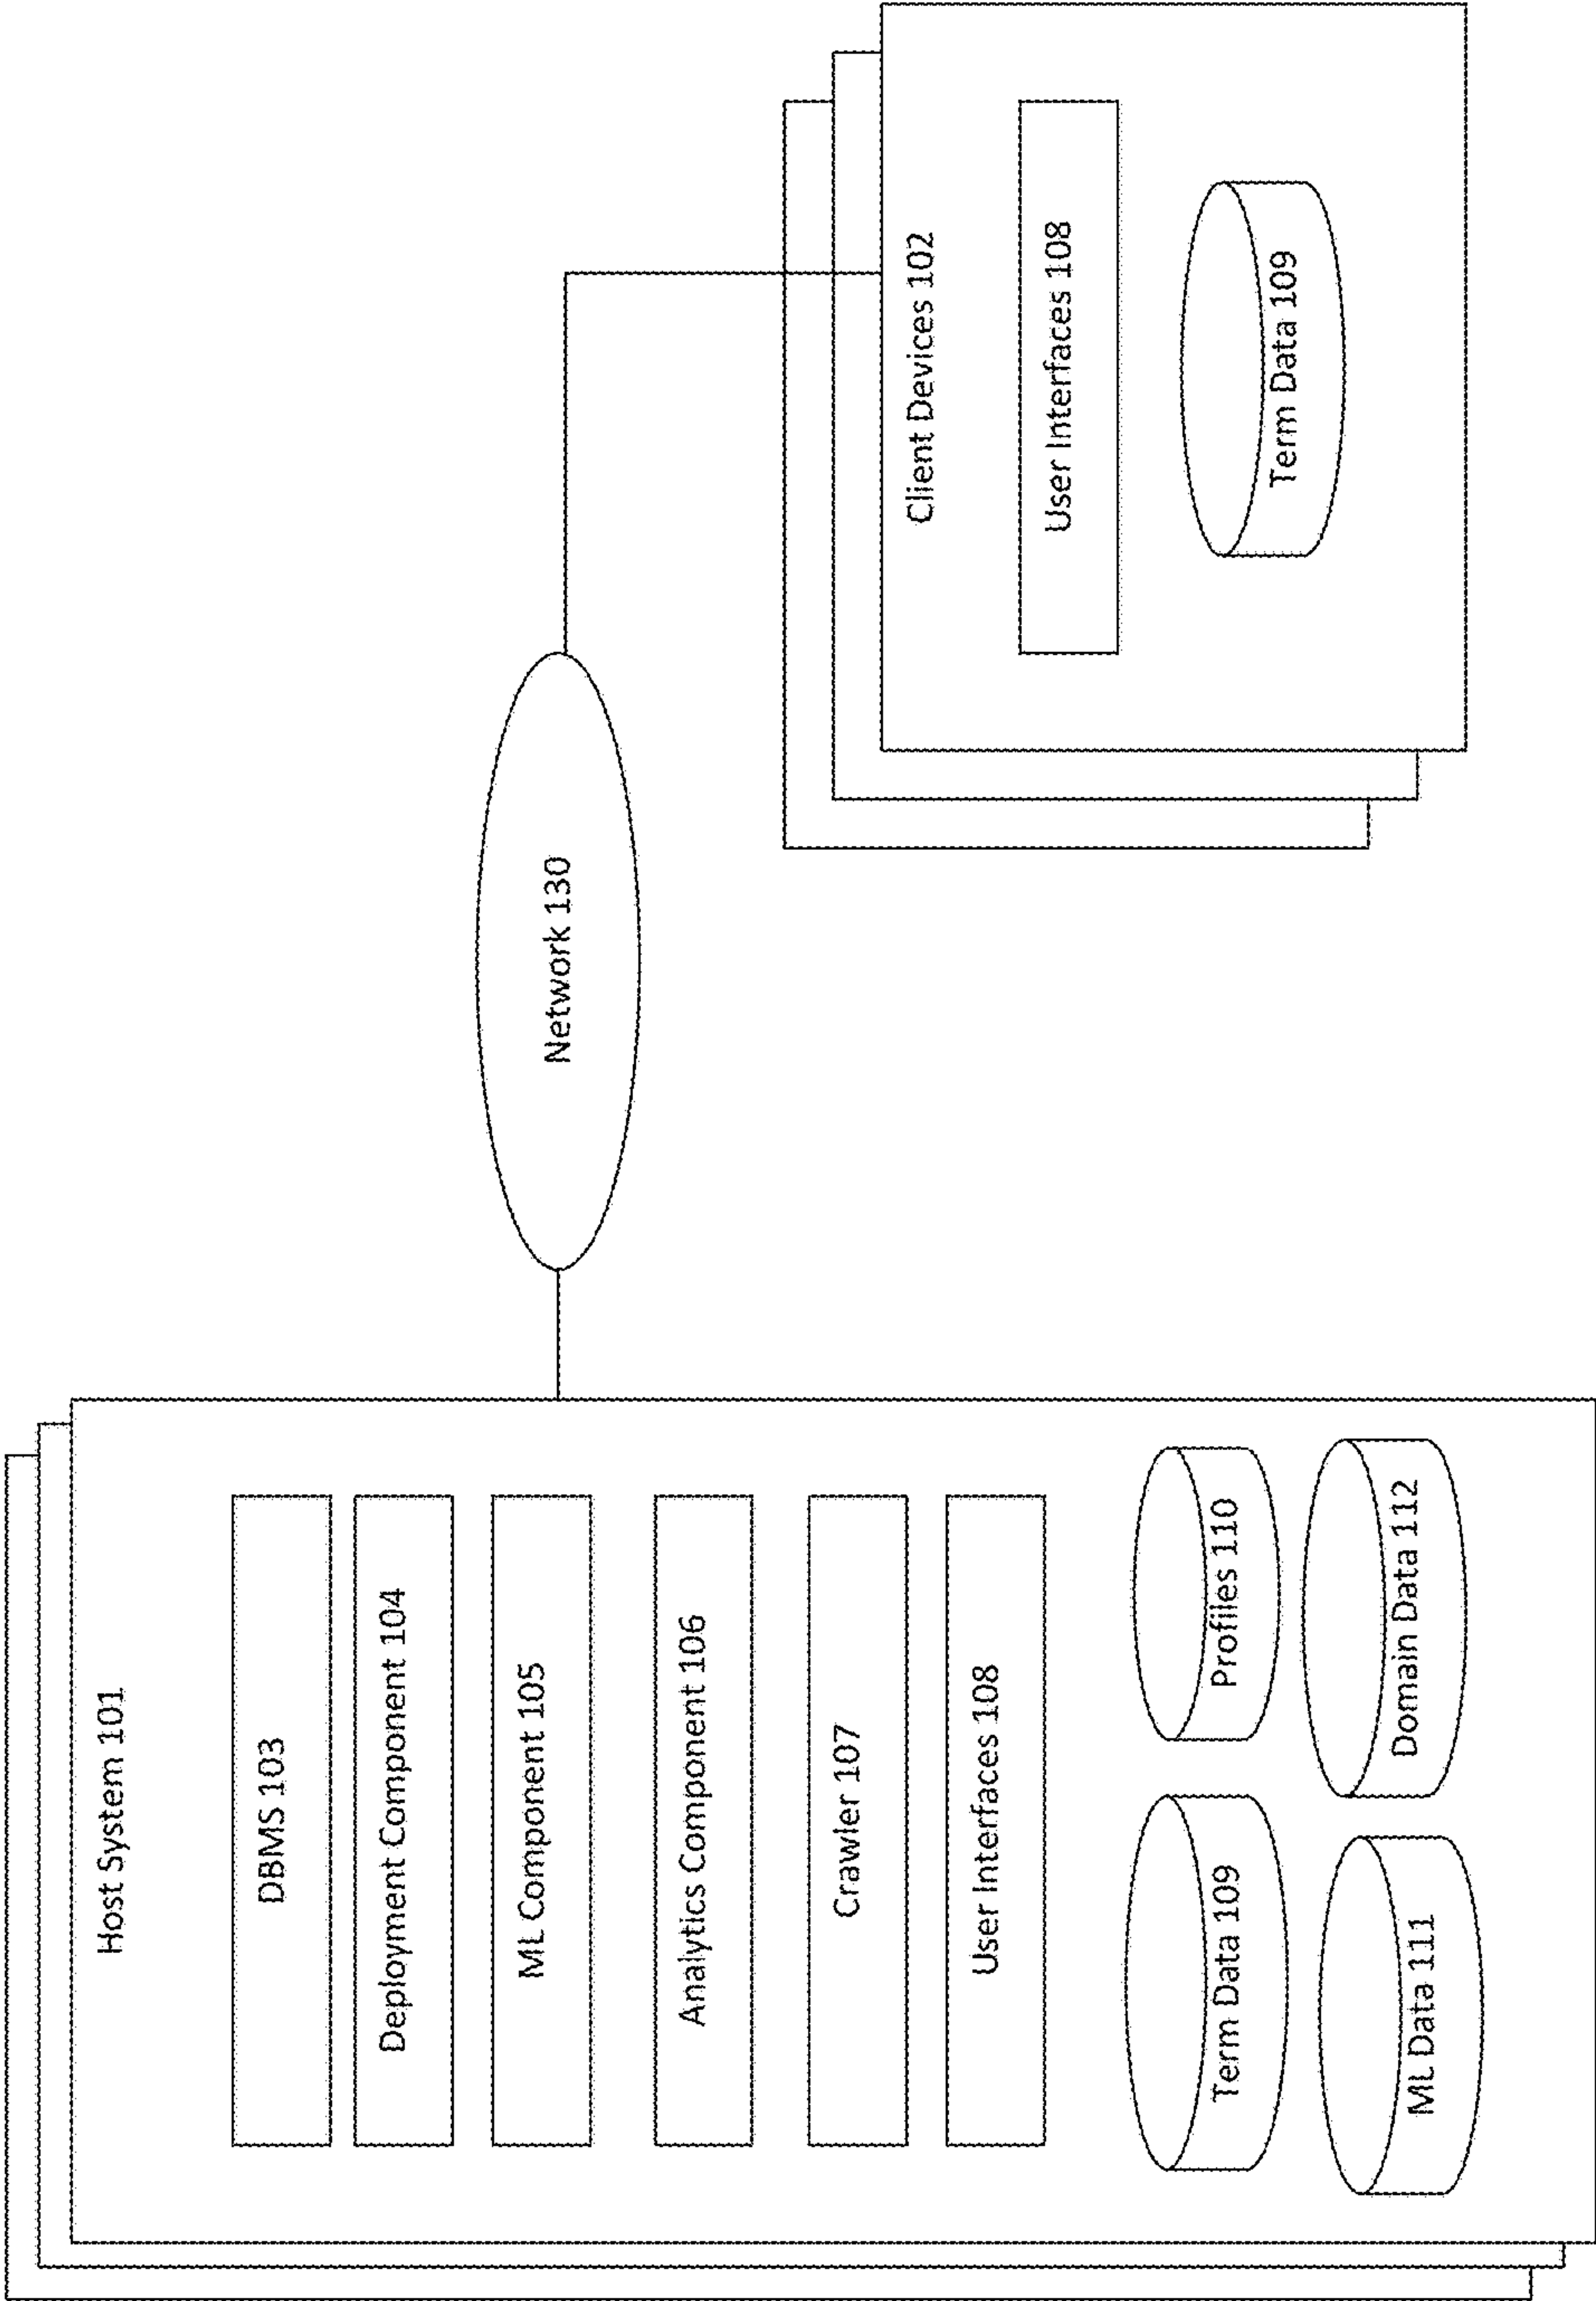 Host System 101
DBMS 103
Deployment Component 104
ML Component 105
Analytics Component 106
Crawler 107
User Interfaces 108
Term Data 109
Profiles 110
ML Data 111
Domain Data 112
Network 130
Client Devices 102
User Interfaces 108
Term Data 109